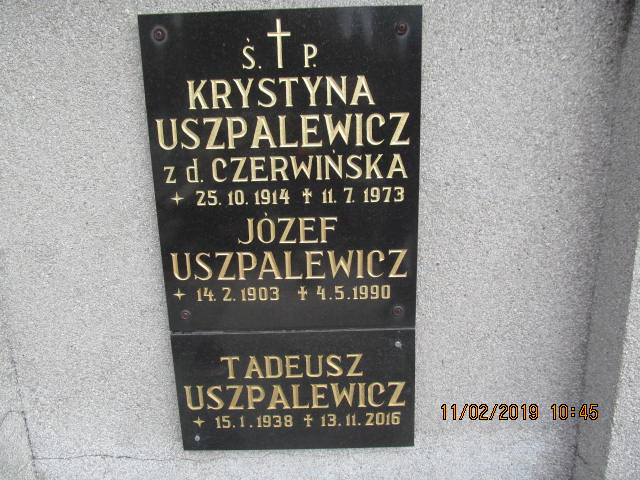 Ś. P.
KRYSTYNA
USZPALEWICZ
z d. CZERWIŃSKA
25. 10. 1914 11. 7. 1973
JÓZEF
USZPALEWICZ
14. 2. 1903 4. 5. 1990
TADEUSZ
USZPALEWICZ
15. 1. 1938 13. 11. 2016
11/02/2019 10:45